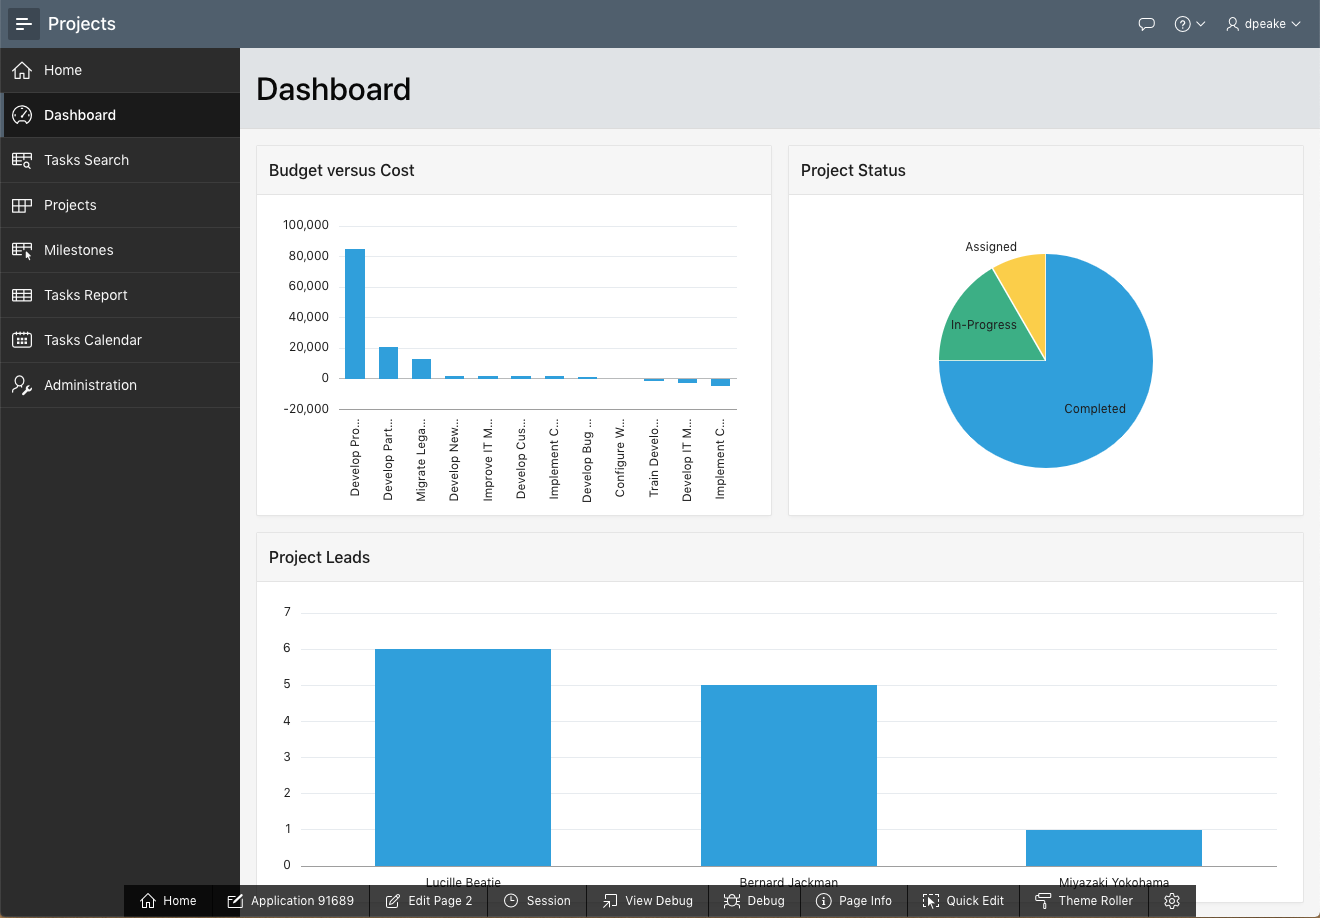 Projects
dpeake
Home
Dashboard
Tasks Search
Projects
Milestones
Tasks Report
Tasks Calendar
Administration
Dashboard
Budget versus Cost
100,000
80,000
60,000
40,000
20,000
0
-20,000
Develop Pro...
Develop Part...
Migrate Lega...
Develop New...
Improve IT M...
Develop Cus...
Implement C...
Develop Bug ...
Configure W...
Train Develo...
Develop IT M...
Implement C...
Project Status
Assigned
In-Progress
Completed
Project Leads
7
6
5
4
3
2
1
0
Lucille Beatie
Bernard Jackman
Miyazaki Yokohama
Home
Application 91689
Edit Page 2
Session
View Debug
Debug
Page Info
Quick Edit
Theme Roller